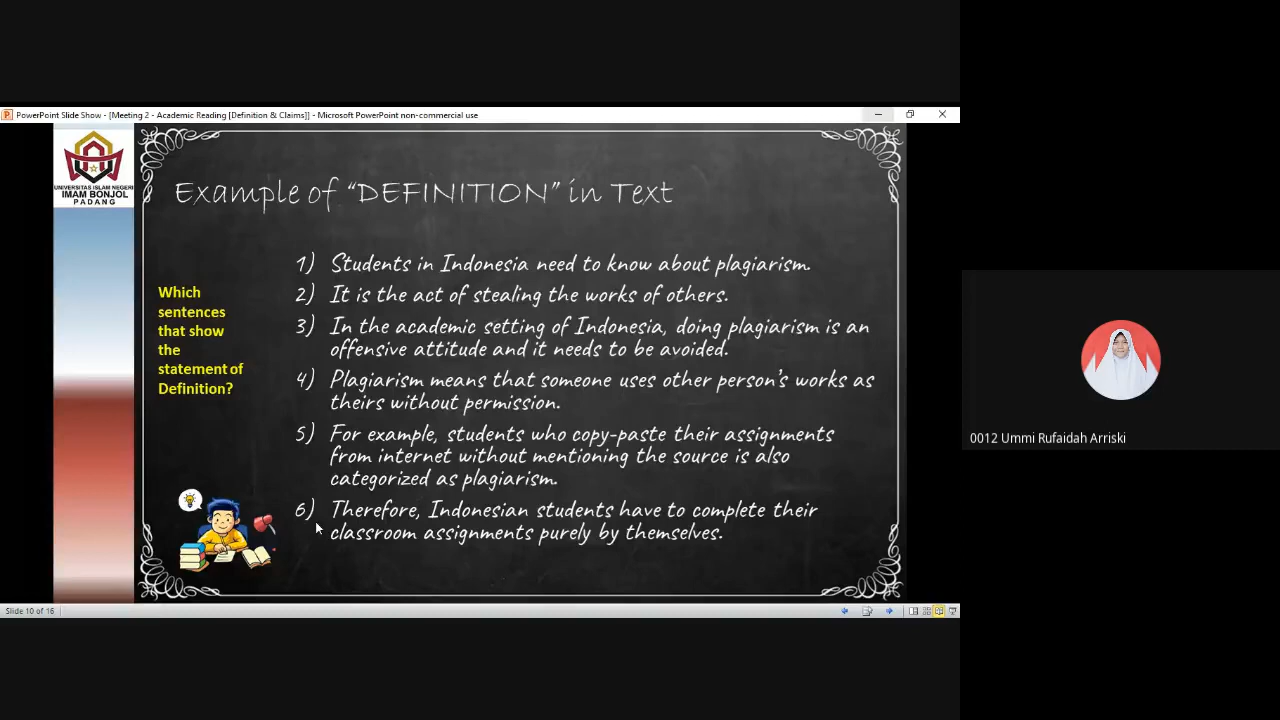 PowerPoint Slide Show - [Meeting 2 - Academic Reading [Definition & Claims]] - Microsoft PowerPoint non-commercial use
UNIVERSITAS ISLAM NEGERI
IMAM BONJOL
PADANG
Example of “DEFINITION” in Text
Which
sentences
that show
the
statement of
Definition?
1) Students in Indonesia need to know about plagiarism.
2) It is the act of stealing the works of others.
3) In the academic setting of Indonesia, doing plagiarism is an
offensive attitude and it needs to be avoided.
4) Plagiarism means that someone uses other person's works as
theirs without permission.
5) For example, students who copy-paste their assignments
from internet without mentioning the source is also
categorized as plagiarism.
6) Therefore, Indonesian students have to complete their
classroom assignments purely by themselves.
Slide 10 of 16
0012 Ummi Rufaidah Arriski